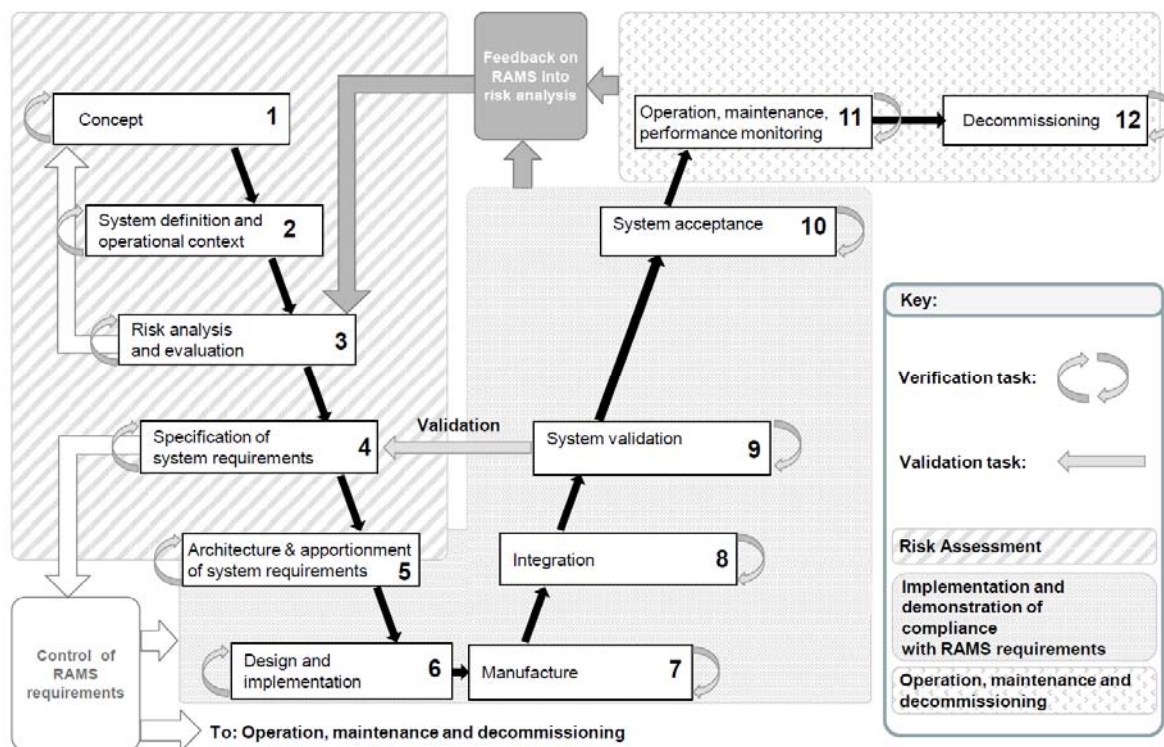 Concept
1
System definition and
operational context
2
Risk analysis
and evaluation
3
Specification of
system requirements
4
Architecture & apportionment
of system requirements
5
Design and
implementation
6
Manufacture
7
Integration
8
System validation
9
Validation
System acceptance
10
Operation, maintenance,
performance monitoring
11
Decommissioning
12
Feedback on
RAMS into
risk analysis
Control of
RAMS
requirements
To: Operation, maintenance and decommissioning
Key:
Verification task:
Validation task:
Risk Assessment
Implementation and
demonstration of
compliance
with RAMS requirements
Operation, maintenance and
decommissioning